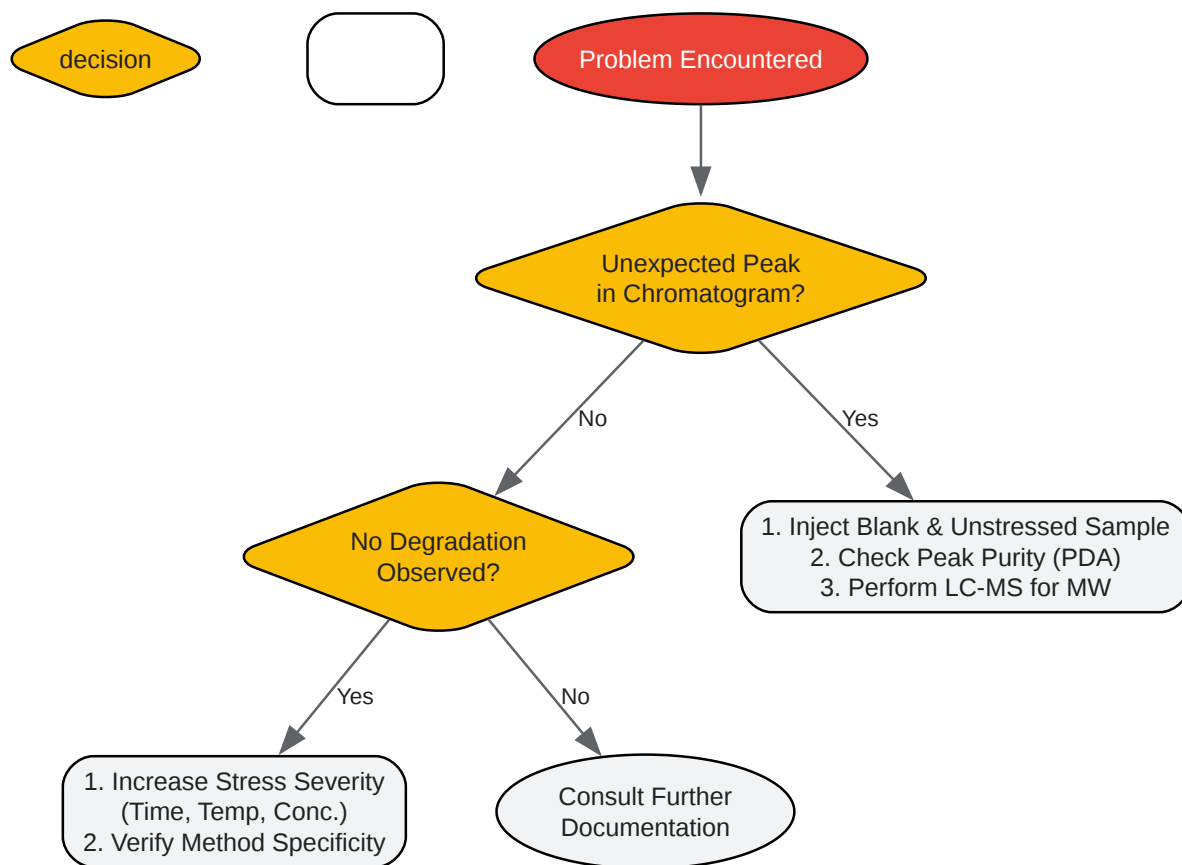 decision
Problem Encountered
Unexpected Peak
in Chromatogram?
No
Yes
No Degradation
Observed?
1. Inject Blank & Unstressed Sample
2. Check Peak Purity (PDA)
3. Perform LC-MS for MW
Yes
No
1. Increase Stress Severity
(Time, Temp, Conc.)
2. Verify Method Specificity
Consult Further
Documentation